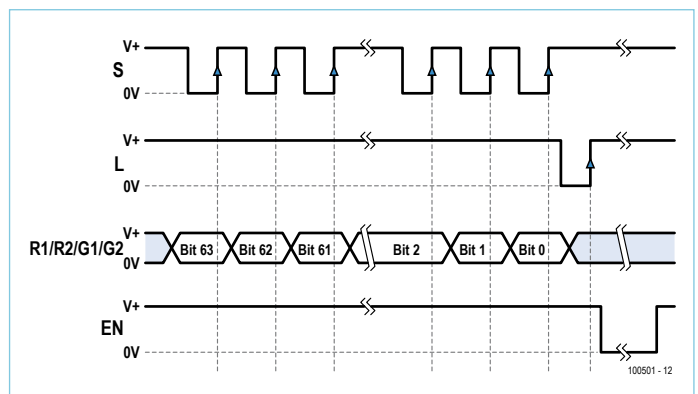 V+
S
0V
V+
L
0V
V+
R1/R2/G1/G2 Bit 63 Bit 62 Bit 61 Bit 2 Bit 1 Bit 0
0V
V+
EN
0V
100501 - 12